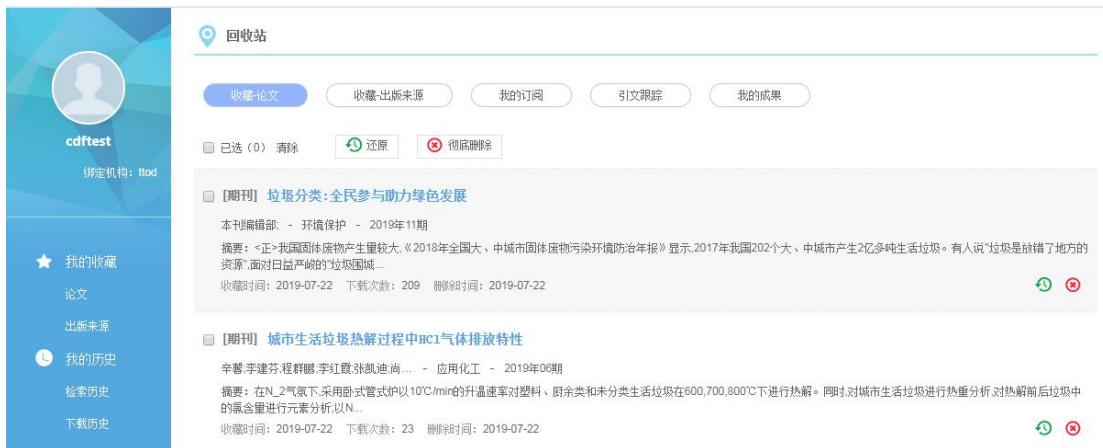 回收站
收藏-论文
收藏-出版来源
我的订阅
引文跟踪
我的成果
cdftest
绑定机构：ttod
已选（0） 清除
还原
彻底删除
[期刊] 垃圾分类:全民参与助力绿色发展
本刊编辑部; - 环境保护 - 2019年11期
摘要：<正>我国固体废物产生量较大,《2018年全国大、中城市固体废物污染环境防治年报》显示,2017年我国202个大、中城市产生2亿多吨生活垃圾。有人说"垃圾是放错了地方的
资源",面对日益严峻的"垃圾围城...
收藏时间：2019-07-22 下载次数：209 删除时间：2019-07-22
我的收藏
论文
出版来源
我的历史
检索历史
下载历史
[期刊] 城市生活垃圾热解过程中HCl气体排放特性
辛馨;李建芬;程群鹏;李红霞;张凯迪;尚... - 应用化工 - 2019年06期
摘要：在N_2气氛下,采用卧式管式炉以10℃/min的升温速率对塑料、厨余类和未分类生活垃圾在600,700,800℃下进行热解。同时,对城市生活垃圾进行热重分析,对热解前后垃圾中
的氯含量进行元素分析;以N...
收藏时间：2019-07-22 下载次数：23 删除时间：2019-07-22